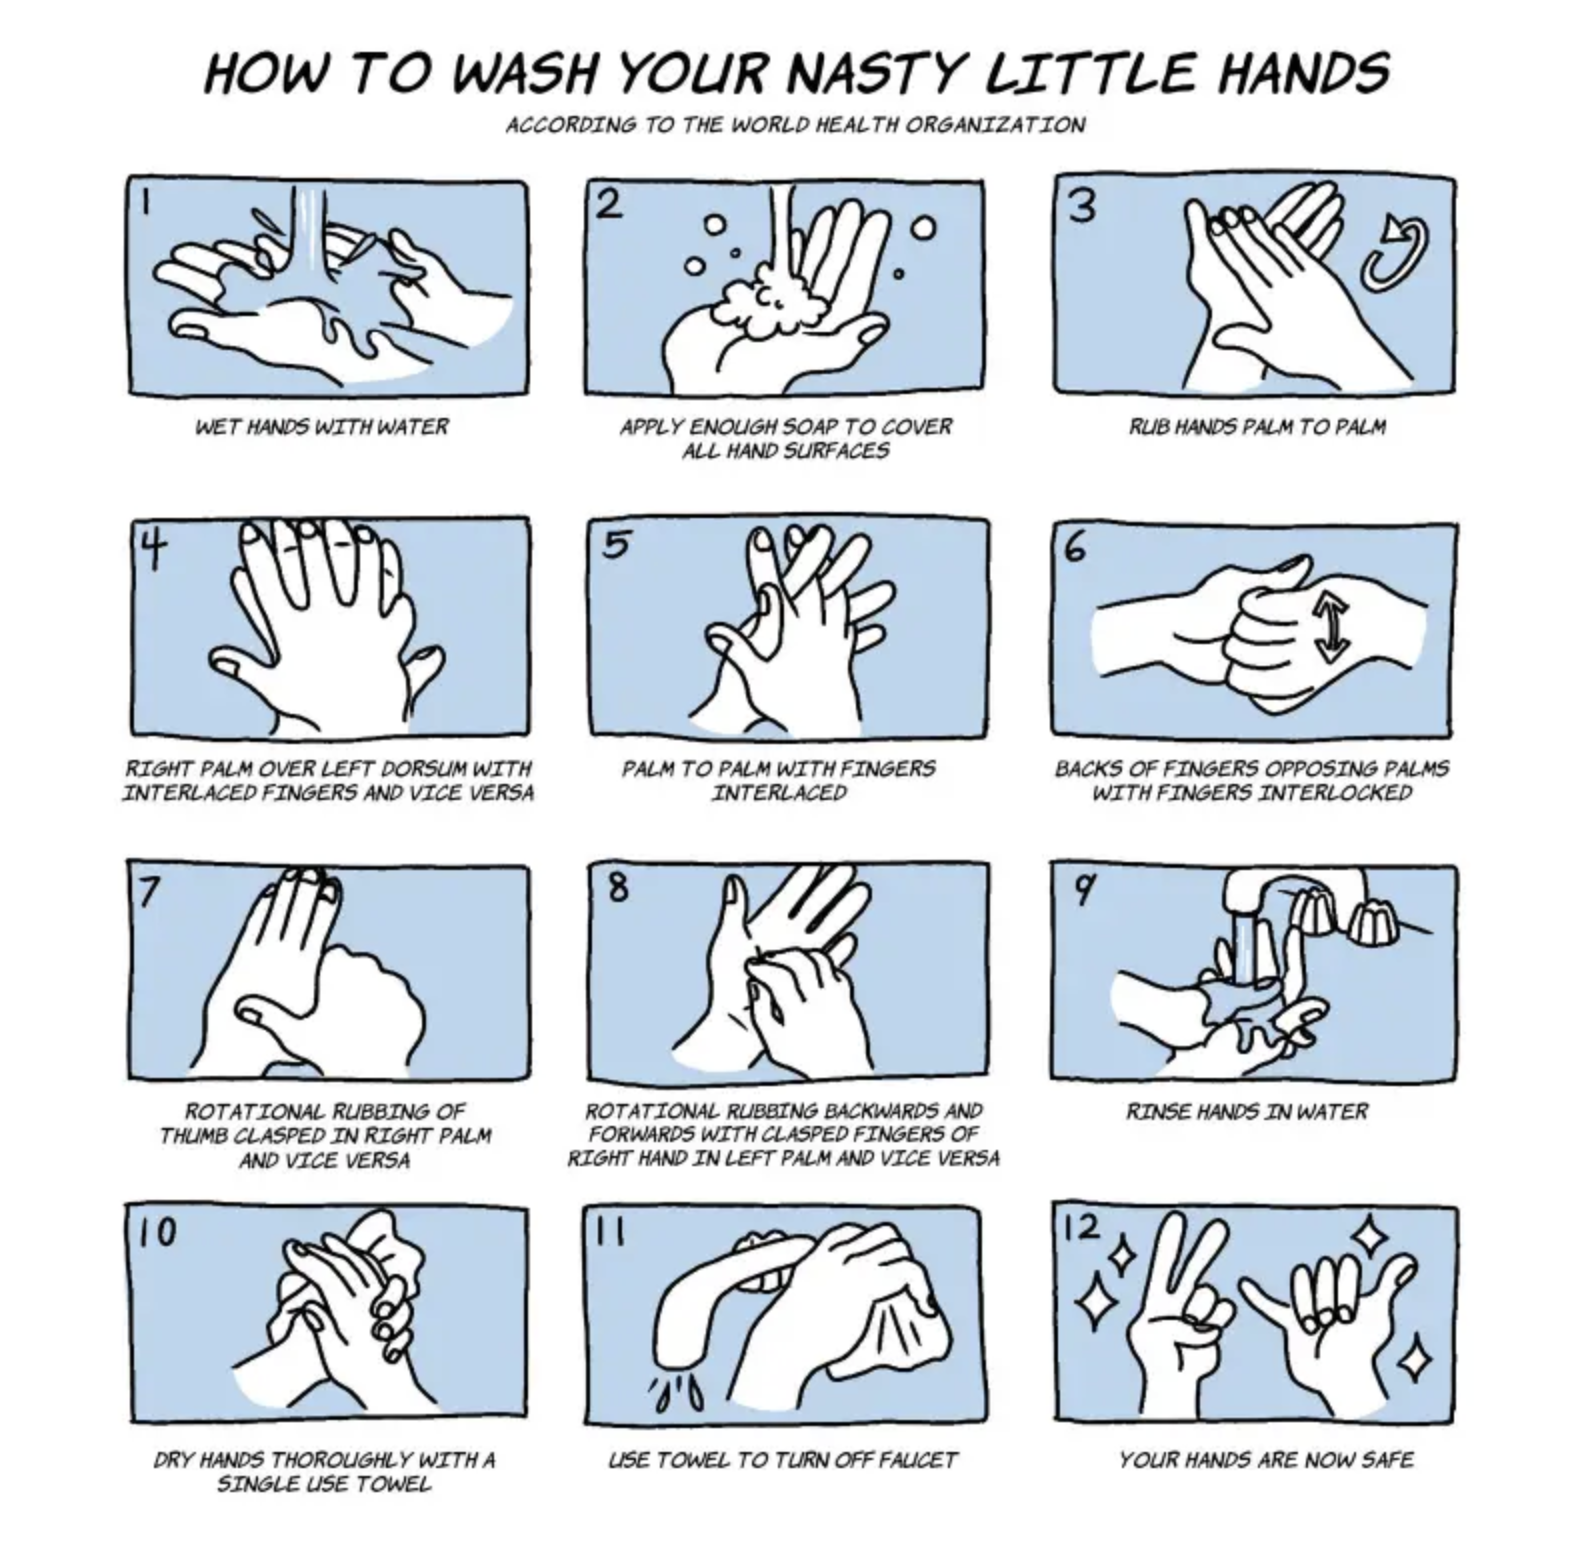 HOW TO WASH YOUR NASTY LITTLE HANDS
ACCORDING TO THE WORLD HEALTH ORGANIZATION
1
WET HANDS WITH WATER
2
APPLY ENOUGH SOAP TO COVER
ALL HAND SURFACES
3
RUB HANDS PALM TO PALM
4
RIGHT PALM OVER LEFT DORSUM WITH
INTERLACED FINGERS AND VICE VERSA
5
PALM TO PALM WITH FINGERS
INTERLACED
6
BACKS OF FINGERS OPPOSING PALMS
WITH FINGERS INTERLOCKED
7
ROTATIONAL RUBBING OF
THUMB CLASPED IN RIGHT PALM
AND VICE VERSA
8
ROTATIONAL RUBBING BACKWARDS AND
FORWARDS WITH CLASPED FINGERS OF
RIGHT HAND IN LEFT PALM AND VICE VERSA
9
RINSE HANDS IN WATER
10
DRY HANDS THOROUGHLY WITH A
SINGLE USE TOWEL
11
USE TOWEL TO TURN OFF FAUCET
12
YOUR HANDS ARE NOW SAFE